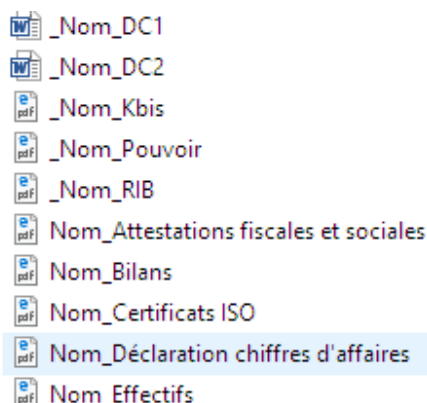 _Nom_DC1
_Nom_DC2
_Nom_Kbis
_Nom_Pouvoir
_Nom_RIB
Nom_Attestations fiscales et sociales
Nom_Bilans
Nom_Certificats ISO
Nom_Déclaration chiffres d'affaires
Nom_Effectifs